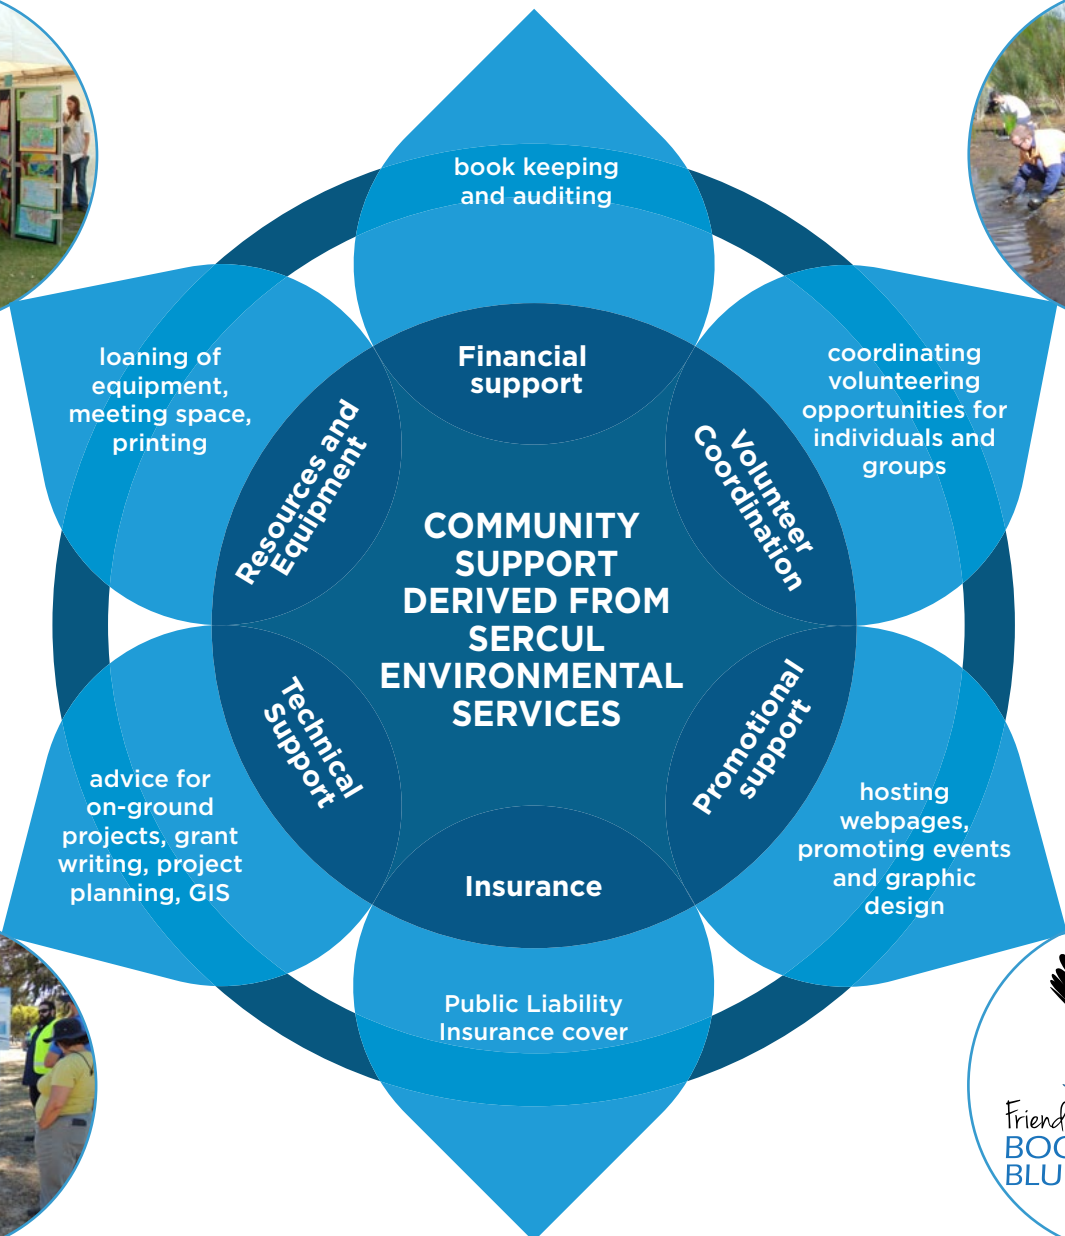 book keeping
and auditing
Financial
support
loaning of
equipment,
meeting space,
printing
Resources and
Equipment
coordinating
volunteering
opportunities for
individuals and
groups
Volunteer
Coordination
COMMUNITY
SUPPORT
DERIVED FROM
SERCUL
ENVIRONMENTAL
SERVICES
Technical
Support
advice for
on-ground
projects, grant
writing, project
planning, GIS
Promotional
support
hosting
webpages,
promoting events
and graphic
design
Insurance
Public Liability
Insurance cover
Friend
BOO
BLU